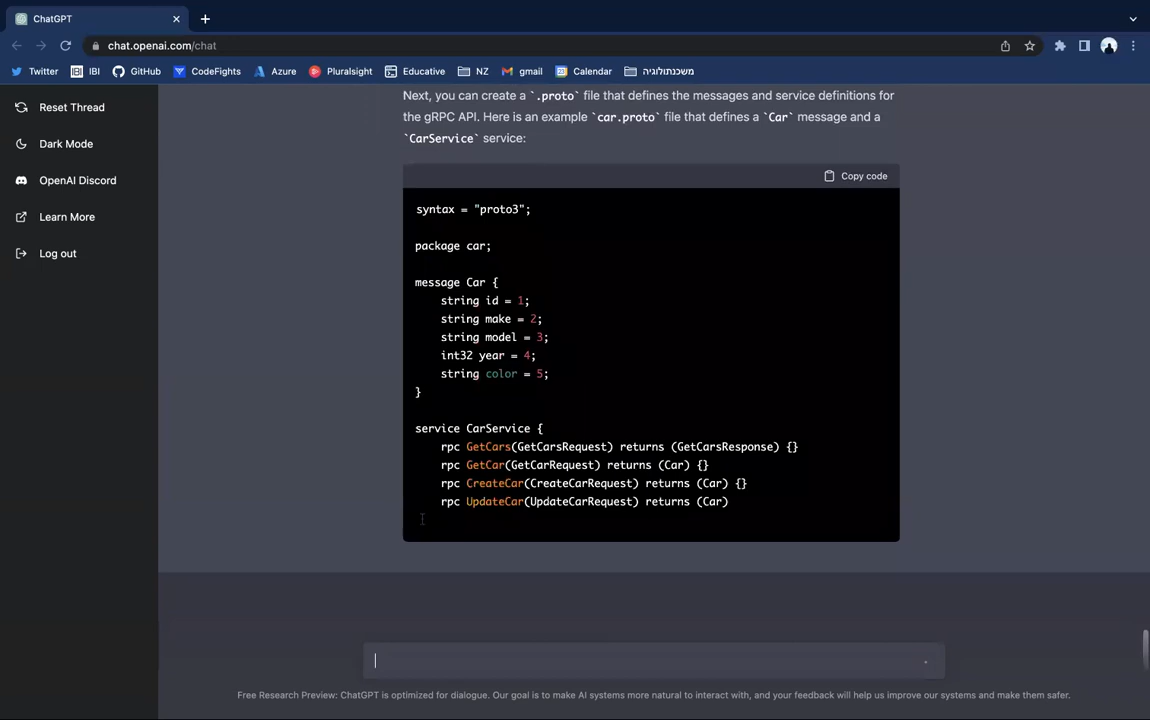 ChatGPT
chat.openai.com/chat
Twitter IBI GitHub CodeFights Azure Pluralsight Educative NZ gmail Calendar משכנתולוגיה
Reset Thread
Dark Mode
OpenAI Discord
Learn More
Log out
Next, you can create a `.proto` file that defines the messages and service definitions for
the gRPC API. Here is an example `car.proto` file that defines a `Car` message and a
`CarService` service:
Copy code
syntax = "proto3";
package car;
message Car {
string id = 1;
string make = 2;
string model = 3;
int32 year = 4;
string color = 5;
}
service CarService {
rpc GetCars(GetCarsRequest) returns (GetCarsResponse) {}
rpc GetCar(GetCarRequest) returns (Car) {}
rpc CreateCar(CreateCarRequest) returns (Car) {}
rpc UpdateCar(UpdateCarRequest) returns (Car)
Free Research Preview: ChatGPT is optimized for dialogue. Our goal is to make AI systems more natural to interact with, and your feedback will help us improve our systems and make them safer.